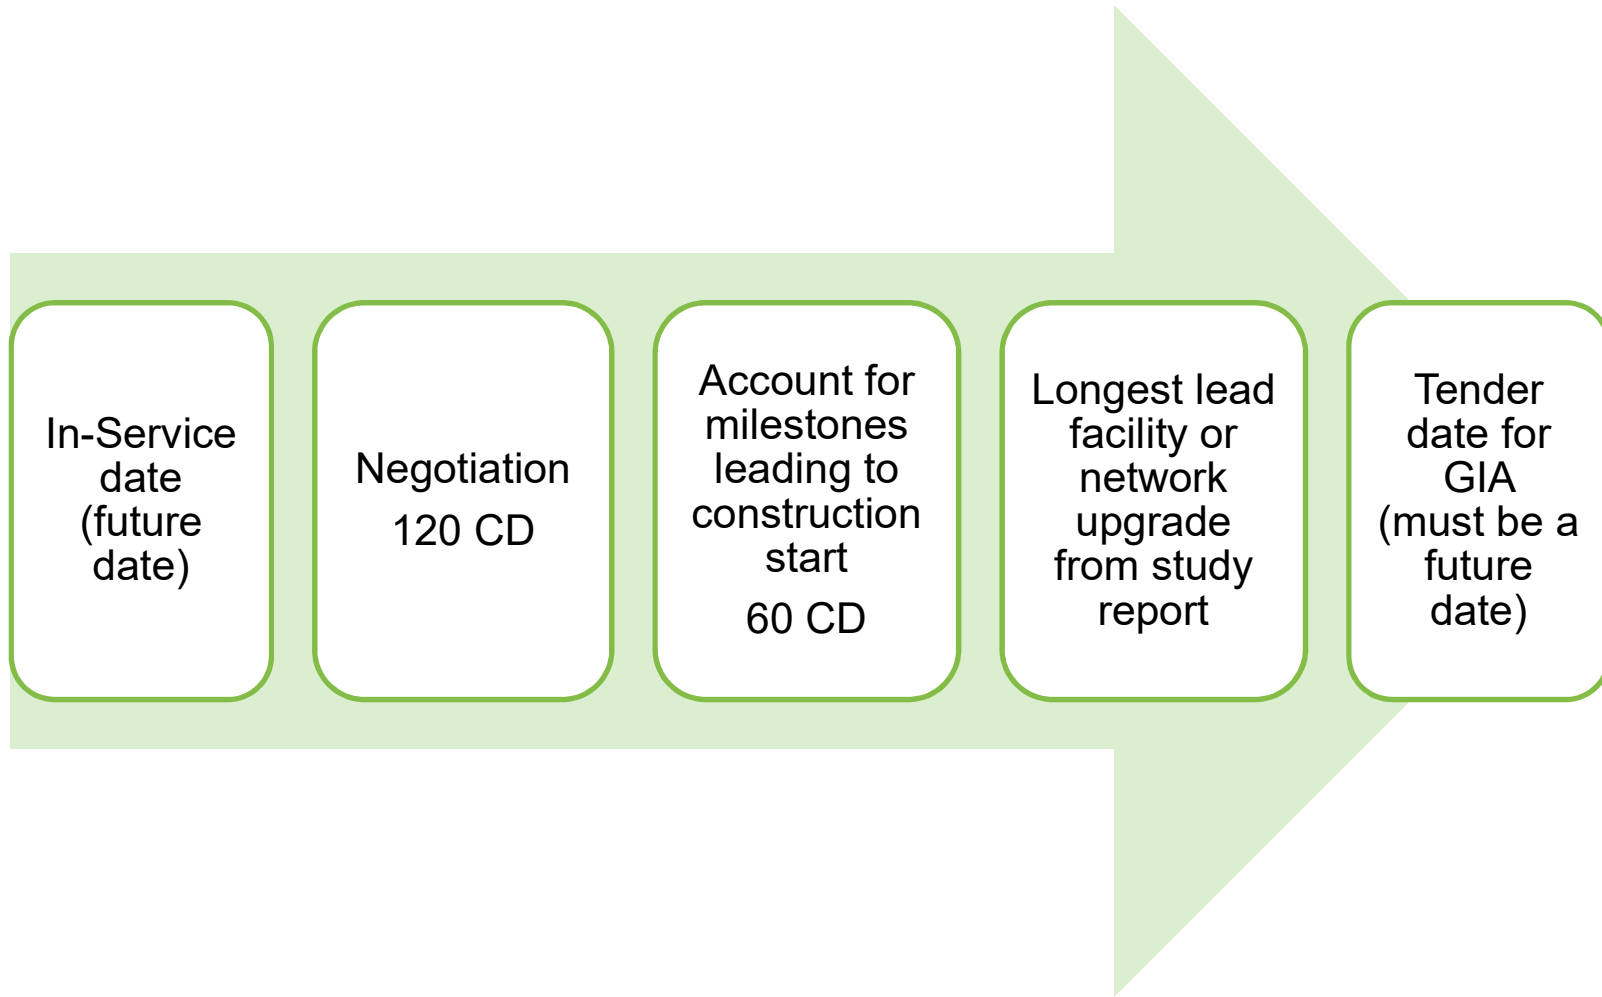 In-Service
date
(future
date)
Negotiation
120 CD
Account for
milestones
leading to
construction
start
60 CD
Longest lead
facility or
network
upgrade
from study
report
Tender
date for
GIA
(must be a
future
date)